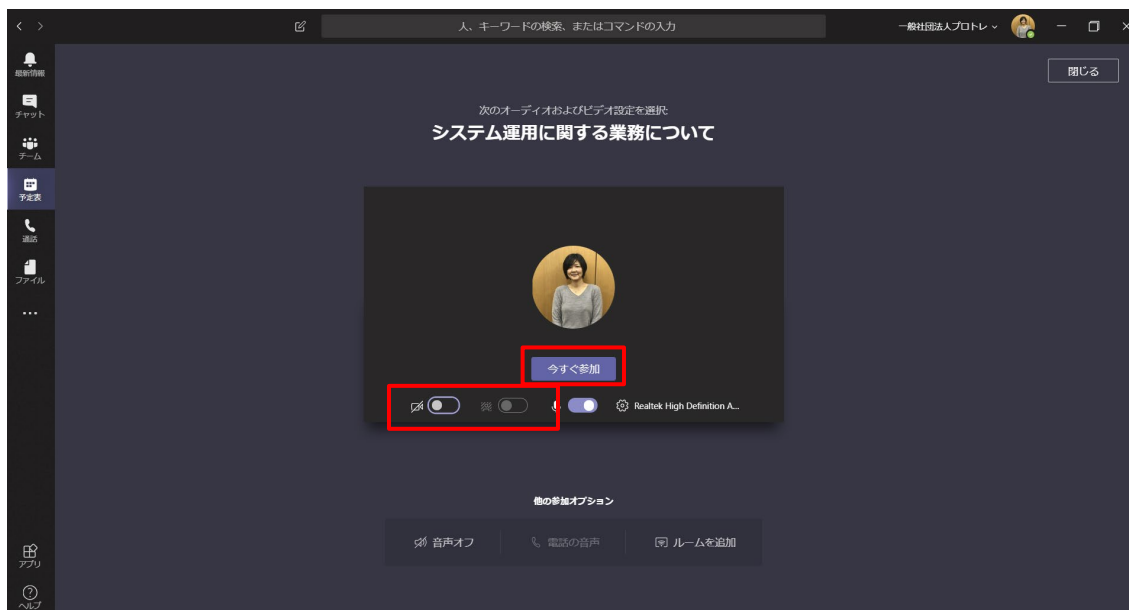 人、キーワードの検索、またはコマンドの入力
一般社団法人プロトレ
最新情報
チャット
チーム
予定表
通話
ファイル
アプリ
ヘルプ
閉じる
次のオーディオおよびビデオ設定を選択:
システム運用に関する業務について
今すぐ参加
Realtek High Definition A...
他の参加オプション
音声オフ
電話の音声
ルームを追加